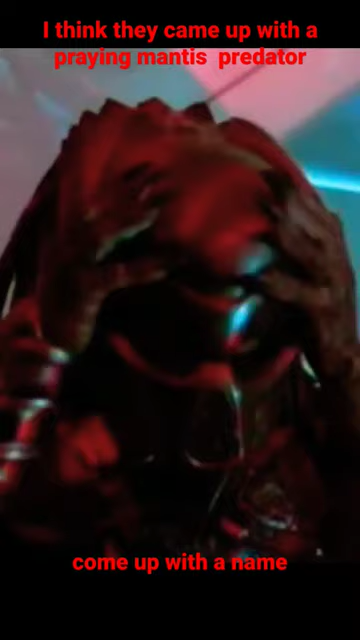 I think they came up with a
praying mantis predator
come up with a name